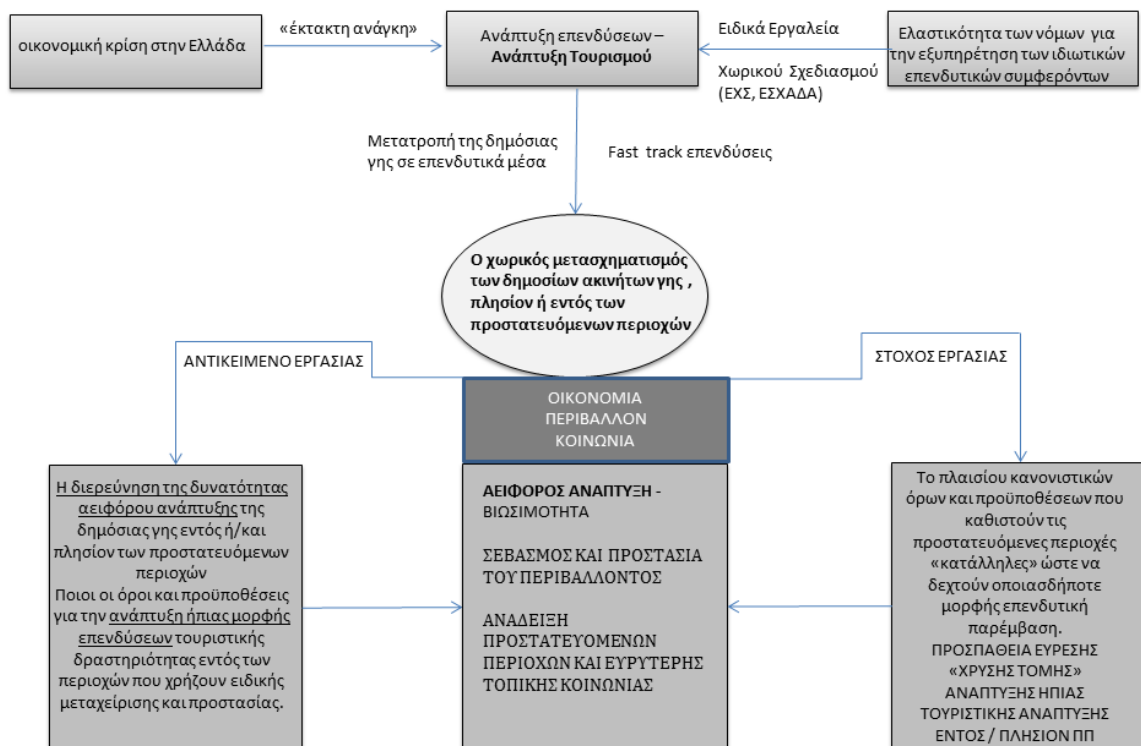 οικονομική κρίση στην Ελλάδα
«έκτακτη ανάγκη»
Ανάπτυξη επενδύσεων –
Ανάπτυξη Τουρισμού
Ειδικά Εργαλεία
Χωρικού Σχεδιασμού
(ΕΧΣ, ΕΣΧΑΔΑ)
Ελαστικότητα των νόμων για
την εξυπηρέτηση των ιδιωτικών
επενδυτικών συμφερόντων
Μετατροπή της δημόσιας
γης σε επενδυτικά μέσα
Fast track επενδύσεις
Ο χωρικός μετασχηματισμός
των δημοσίων ακινήτων γης ,
πλησίον ή εντός των
προστατευόμενων περιοχών
ΑΝΤΙΚΕΙΜΕΝΟ ΕΡΓΑΣΙΑΣ
ΣΤΟΧΟΣ ΕΡΓΑΣΙΑΣ
ΟΙΚΟΝΟΜΙΑ
ΠΕΡΙΒΑΛΛΟΝ
ΚΟΙΝΩΝΙΑ
Η διερεύνηση της δυνατότητας
αειφόρου ανάπτυξης της
δημόσιας γης εντός ή/και
πλησίον των προστατευόμενων
περιοχών
Ποιοι οι όροι και προϋποθέσεις
για την ανάπτυξη ήπιας μορφής
επενδύσεων τουριστικής
δραστηριότητας εντός των
περιοχών που χρήζουν ειδικής
μεταχείρισης και προστασίας.
ΑΕΙΦΟΡΟΣ ΑΝΑΠΤΥΞΗ -
ΒΙΩΣΙΜΟΤΗΤΑ
ΣΕΒΑΣΜΟΣ ΚΑΙ ΠΡΟΣΤΑΣΙΑ
ΤΟΥ ΠΕΡΙΒΑΛΛΟΝΤΟΣ
ΑΝΑΔΕΙΞΗ
ΠΡΟΣΤΑΤΕΥΟΜΕΝΩΝ
ΠΕΡΙΟΧΩΝ ΚΑΙ ΕΥΡΥΤΕΡΗΣ
ΤΟΠΙΚΗΣ ΚΟΙΝΩΝΙΑΣ
Το πλαισίου κανονιστικών
όρων και προϋποθέσεων που
καθιστούν τις
προστατευόμενες περιοχές
«κατάλληλες» ώστε να
δεχτούν οποιασδήποτε
μορφής επενδυτική
παρέμβαση.
ΠΡΟΣΠΑΘΕΙΑ ΕΥΡΕΣΗΣ
«ΧΡΥΣΗΣ ΤΟΜΗΣ»
ΑΝΑΠΤΥΞΗΣ ΗΠΙΑΣ
ΤΟΥΡΙΣΤΙΚΗΣ ΑΝΑΠΤΥΞΗΣ
ΕΝΤΟΣ / ΠΛΗΣΙΟΝ ΠΠ